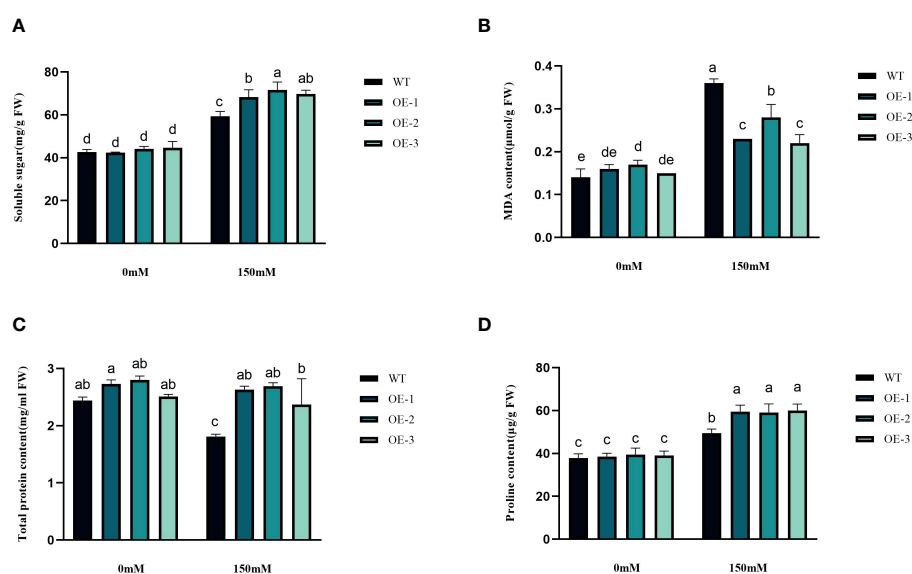 A
Soluble sugar(mg/g FW)
80
60
40
20
0
d d d d
c b a ab
0mM 150mM
WT
OE-1
OE-2
OE-3
B
MDA content(μmol/g FW)
0.4
0.3
0.2
0.1
0.0
e de d de
a c b c
0mM 150mM
WT
OE-1
OE-2
OE-3
C
Total protein content(mg/ml FW)
3
2
1
0
ab a ab ab
c ab ab b
0mM 150mM
WT
OE-1
OE-2
OE-3
D
Proline content(μg/g FW)
80
60
40
20
0
c c c c
b a a a
0mM 150mM
WT
OE-1
OE-2
OE-3